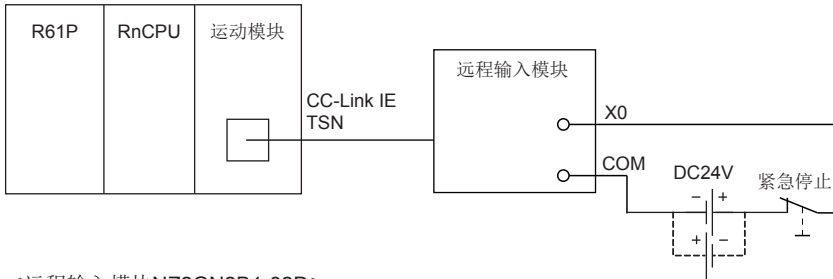 R61P
RnCPU
运动模块
CC-Link IE
TSN
远程输入模块
X0
COM
DC24V
紧急停止
− +
+ −